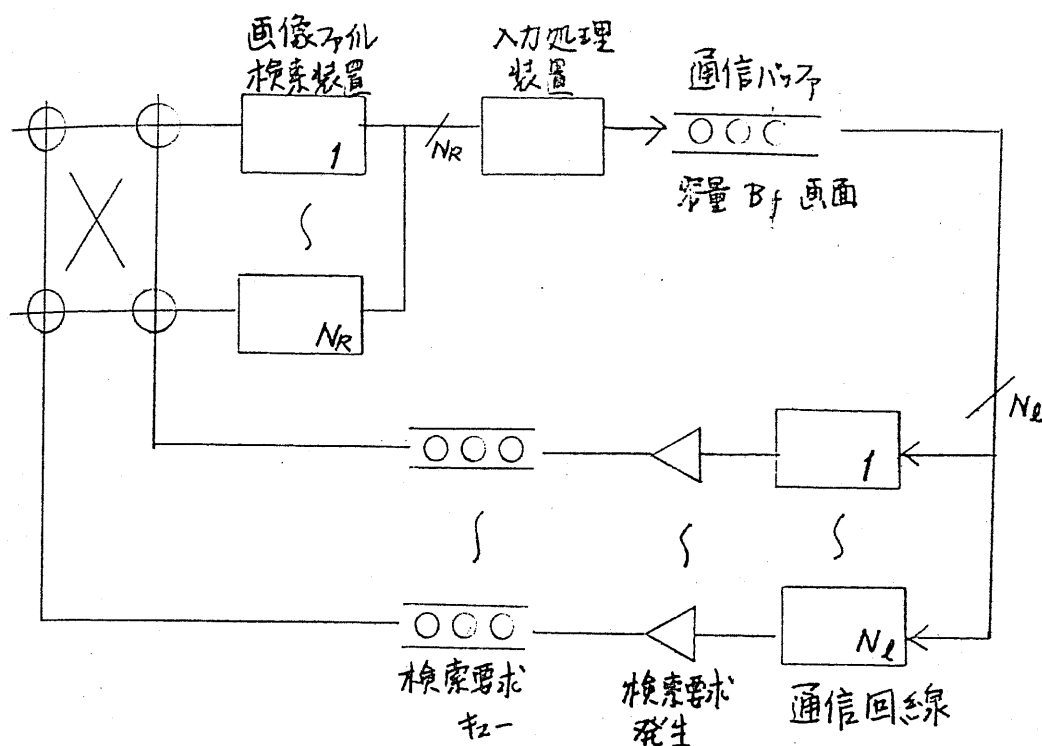 画像ファイル
検索装置
入力処理
装置
通信バッファ
1
NR
容量 Bf 画面
NR
Nl
1
Nl
検索要求
キュー
検索要求
発生
通信回線